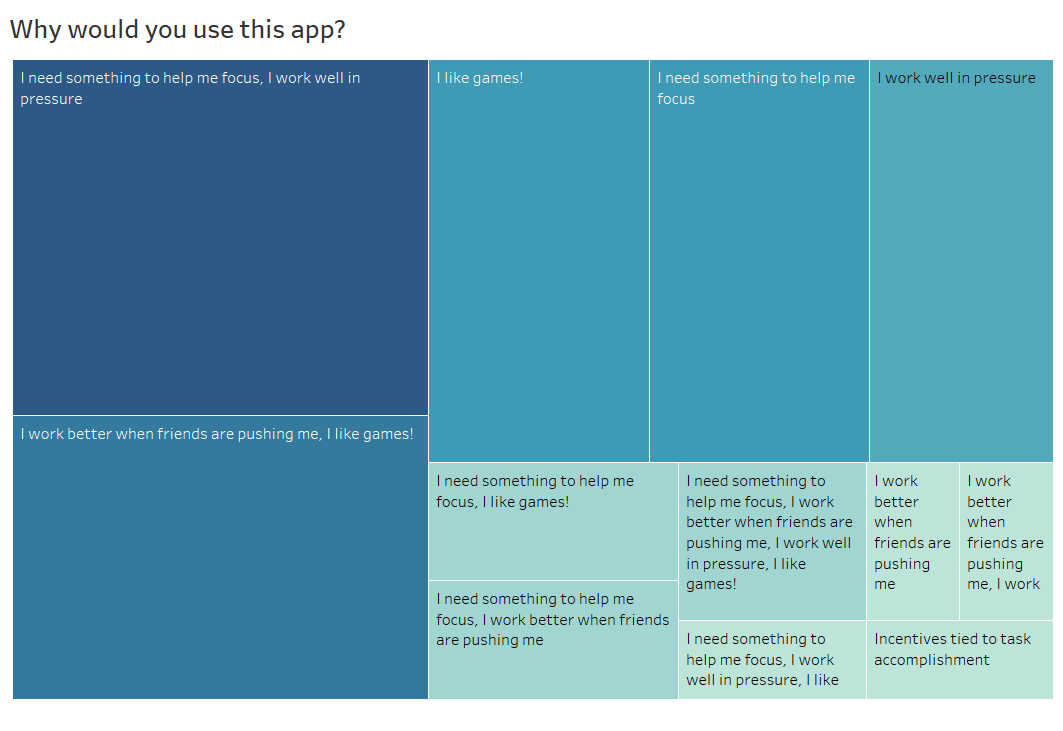 Why would you use this app?
I need something to help me focus, I work well in
pressure
I like games!
I need something to help me
focus
I work well in pressure
I work better when friends are pushing me, I like games!
I need something to help me
focus, I like games!
I need something to help me
focus, I work better when friends
are pushing me
I need something to
help me focus, I work
better when friends are
pushing me, I work well
in pressure, I like
games!
I need something to
help me focus, I work
well in pressure, I like
I work
better
when
friends are
pushing
me
I work
better
when
friends are
pushing
me, I work
Incentives tied to task
accomplishment